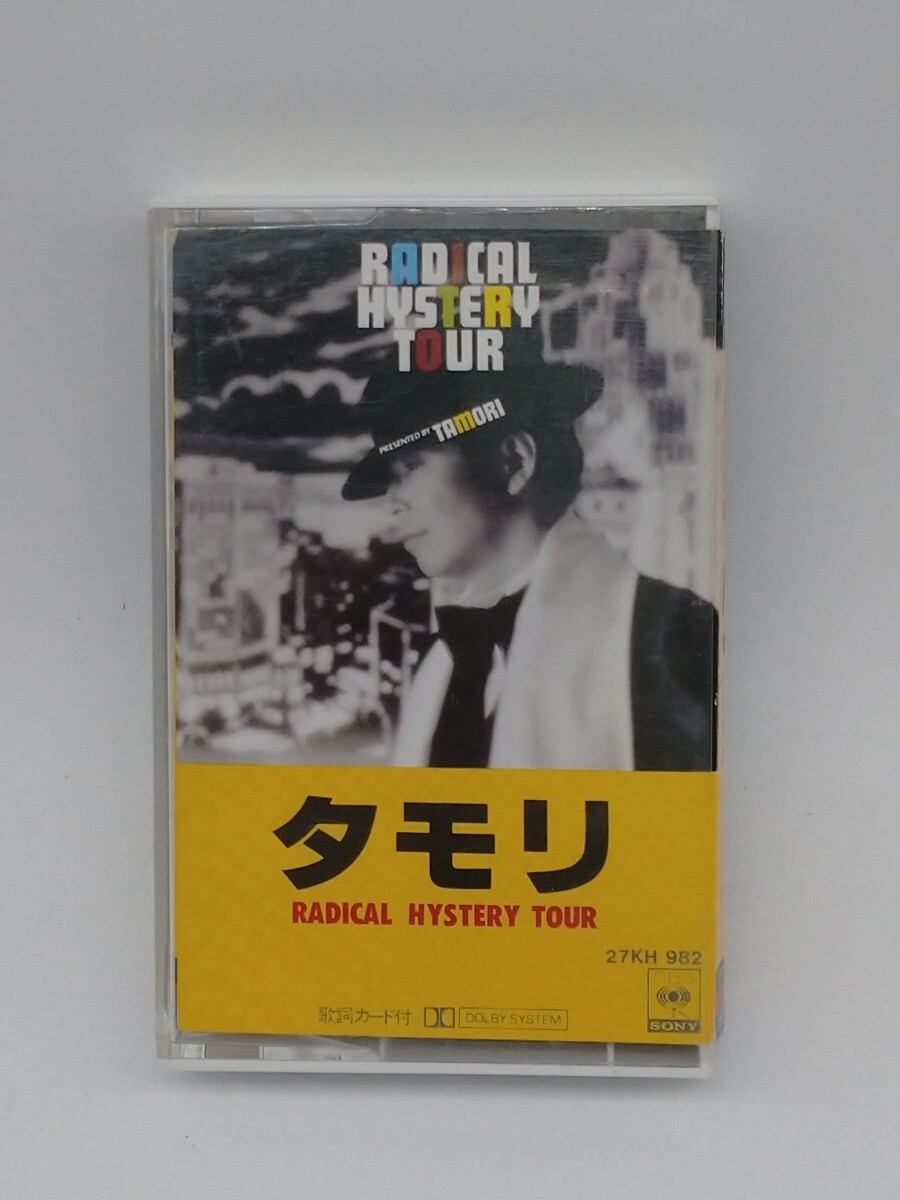 RADICAL
HYSTERY
TOUR
PRESENTED BY TAMORI
タモリ
RADICAL HYSTERY TOUR
27KH 982
CBS
SONY
歌詞カード付 DOLBY SYSTEM